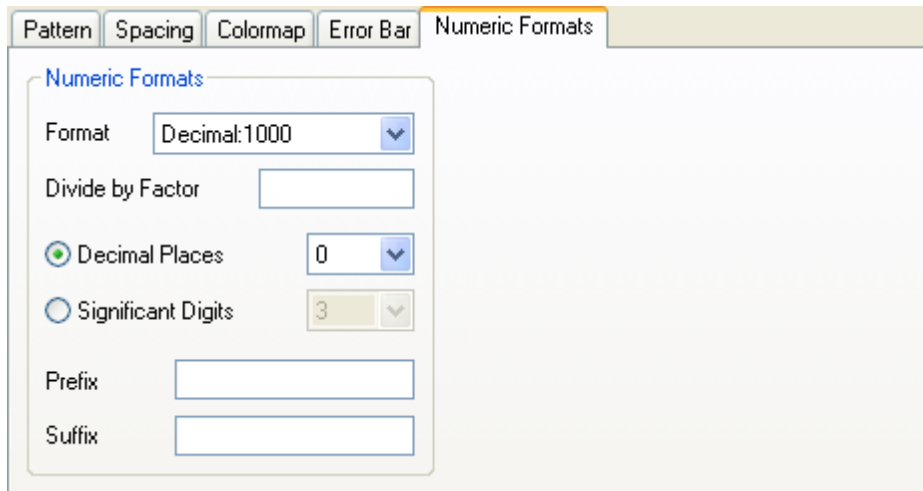 Pattern Spacing Colormap Error Bar Numeric Formats
Numeric Formats
Format Decimal:1000
Divide by Factor
Decimal Places 0
Significant Digits 3
Prefix
Suffix